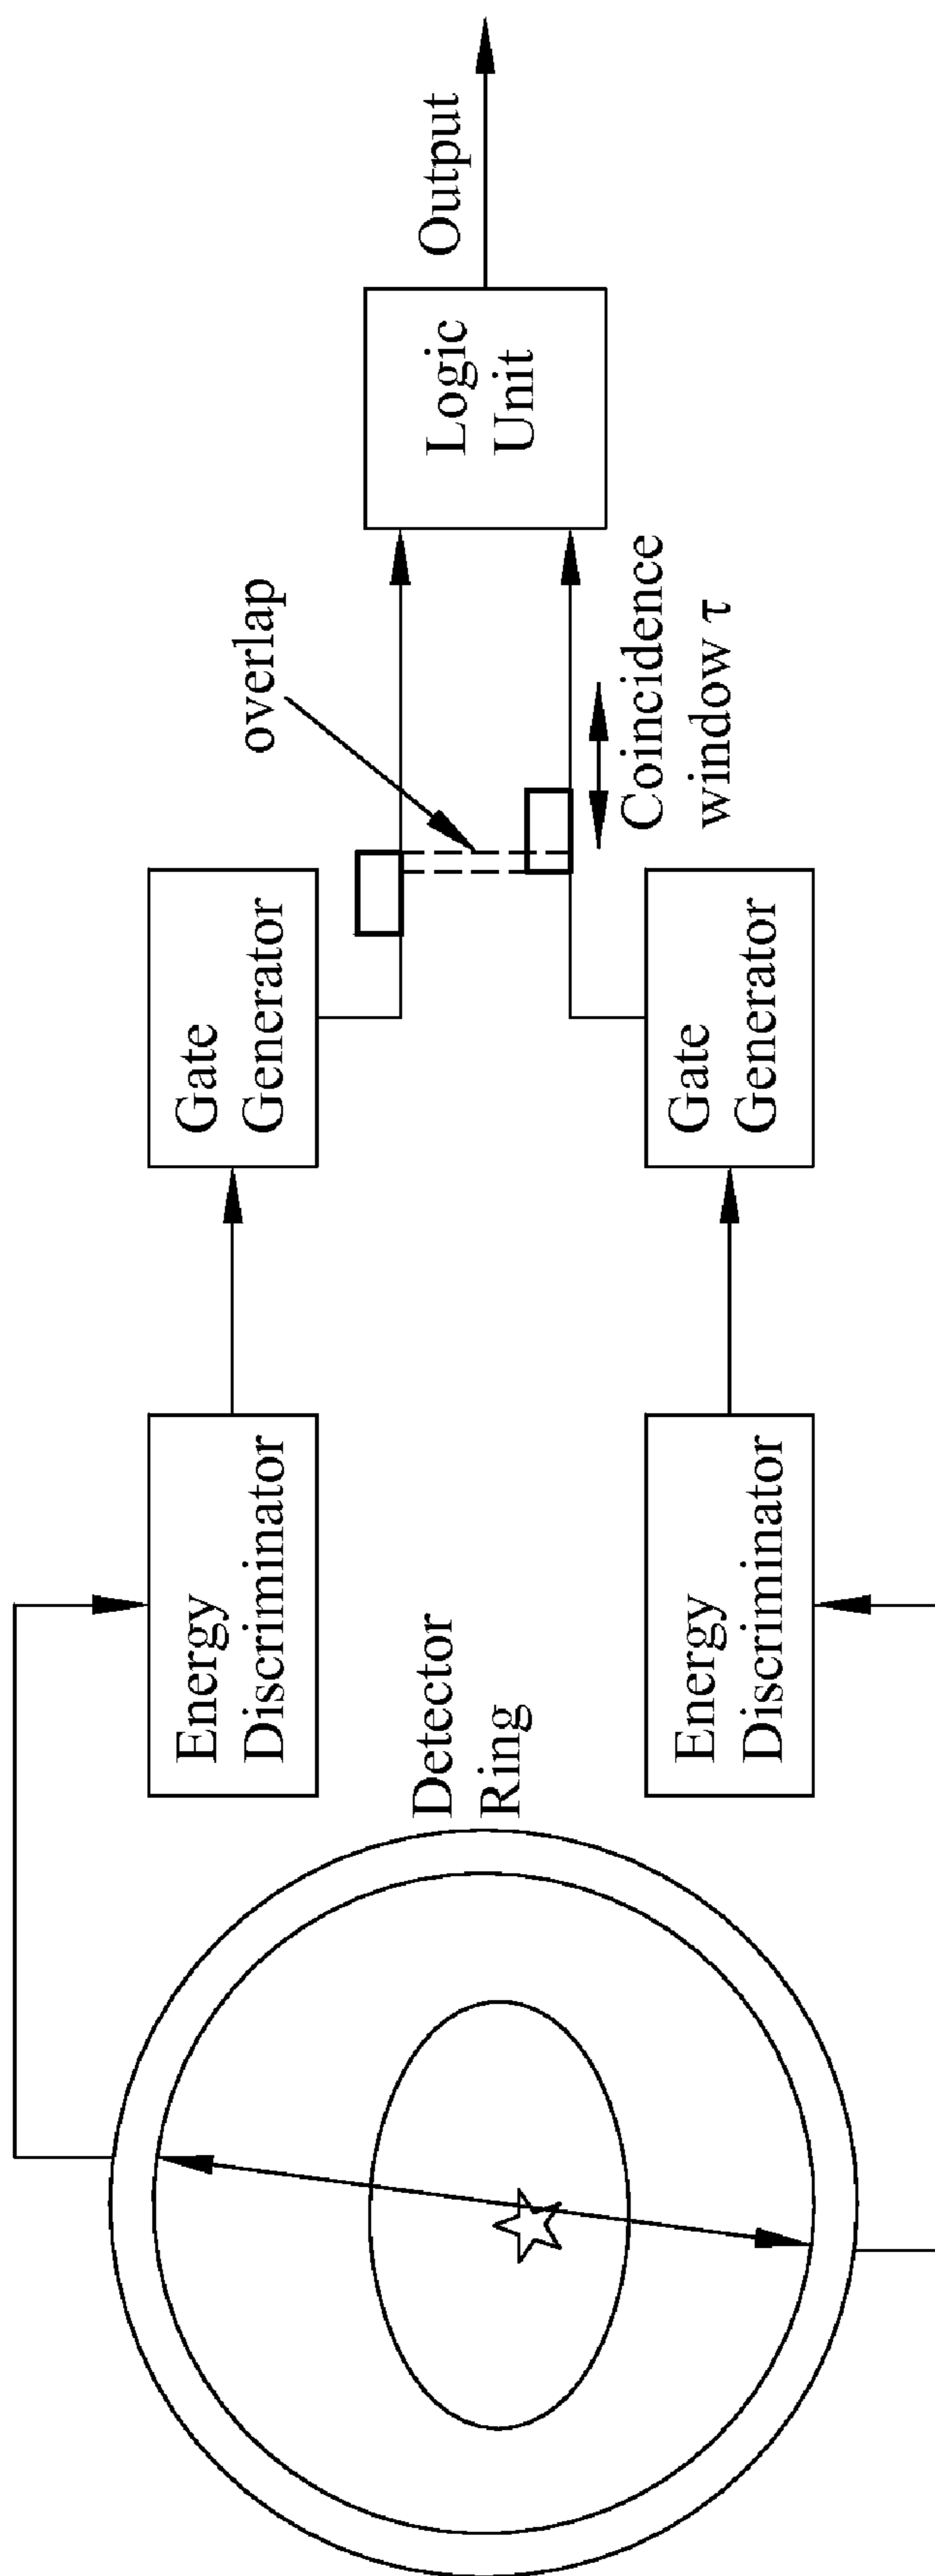 Energy
Discriminator
Gate
Generator
overlap
Detector
Ring
Logic
Unit
Output
Coincidence
window τ
Energy
Discriminator
Gate
Generator